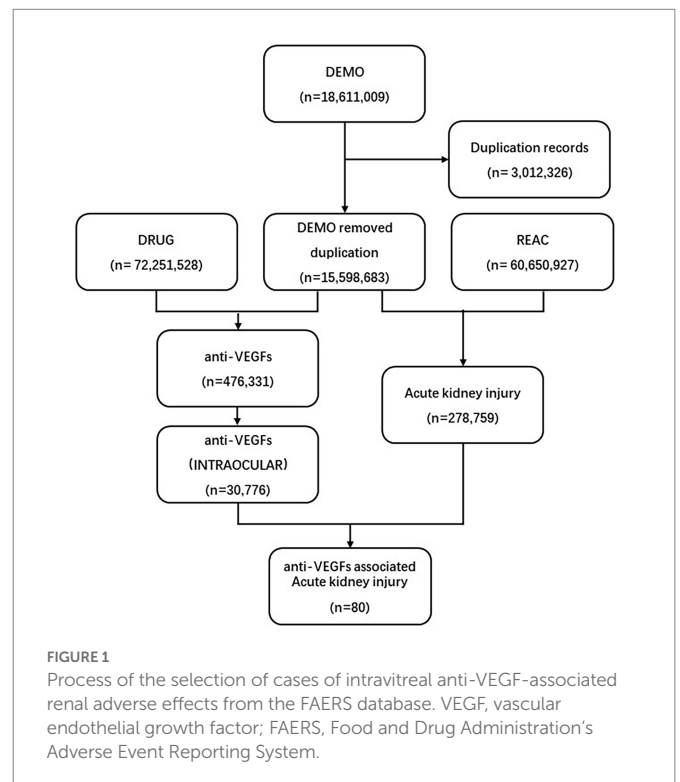 DEMO
(n=18,611,009)
Duplication records
(n= 3,012,326)
DRUG
(n= 72,251,528)
DEMO removed
duplication
(n=15,598,683)
REAC
(n= 60,650,927)
anti-VEGFs
(n=476,331)
Acute kidney injury
(n=278,759)
anti-VEGFs
(INTRAOCULAR)
(n=30,776)
anti-VEGFs associated
Acute kidney injury
(n=80)
FIGURE 1
Process of the selection of cases of intravitreal anti-VEGF-associated
renal adverse effects from the FAERS database. VEGF, vascular
endothelial growth factor; FAERS, Food and Drug Administration’s
Adverse Event Reporting System.